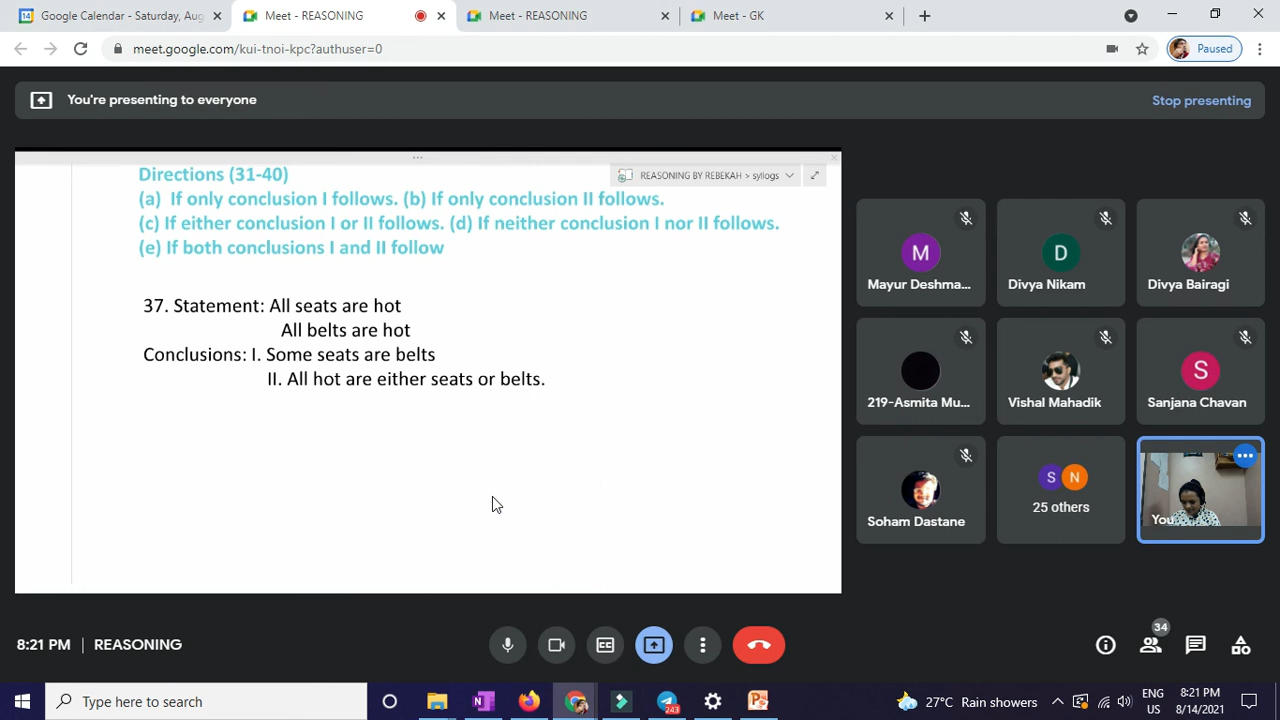 Google Calendar - Saturday, Aug
Meet - REASONING
Meet - REASONING
Meet - GK
meet.google.com/kui-tnoi-kpc?authuser=0
Paused
You're presenting to everyone
Stop presenting
Directions (31-40)
REASONING BY REBEKAH > syllogs
(a) If only conclusion I follows. (b) If only conclusion II follows.
(c) If either conclusion I or II follows. (d) If neither conclusion I nor II follows.
(e) If both conclusions I and II follow
37. Statement: All seats are hot
All belts are hot
Conclusions: I. Some seats are belts
II. All hot are either seats or belts.
M
D
Mayur Deshma...
Divya Nikam
Divya Bairagi
S
219-Asmita Mu...
Vishal Mahadik
Sanjana Chavan
S N
Soham Dastane
25 others
You
8:21 PM | REASONING
CC
34
Type here to search
N
243
P
27°C Rain showers
ENG
US
8:21 PM
8/14/2021